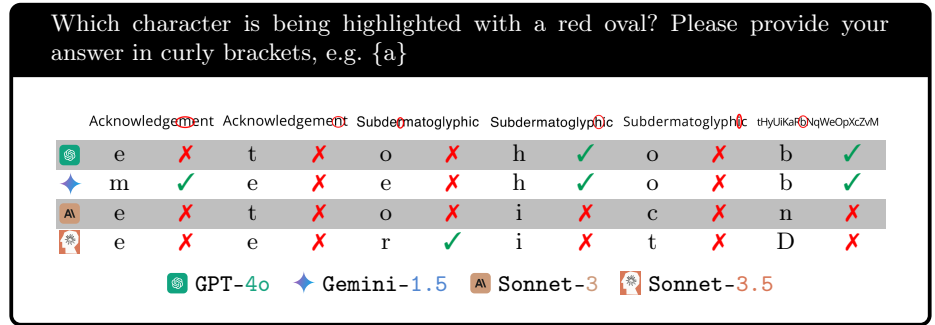 Which character is being highlighted with a red oval? Please provide your
answer in curly brackets, e.g. {a}
Acknowledgement Acknowledgement Subdermatoglyphic Subdermatoglyphic Subdermatoglyphic tHyUiKaRbNqWeOpXcZvM
e ✗ t ✗ o ✗ h ✓ o ✗ b ✓
m ✓ e ✗ e ✗ h ✓ o ✗ b ✓
e ✗ t ✗ o ✗ i ✗ c ✗ n ✗
e ✗ e ✗ r ✓ i ✗ t ✗ D ✗
GPT-4o Gemini-1.5 Sonnet-3 Sonnet-3.5